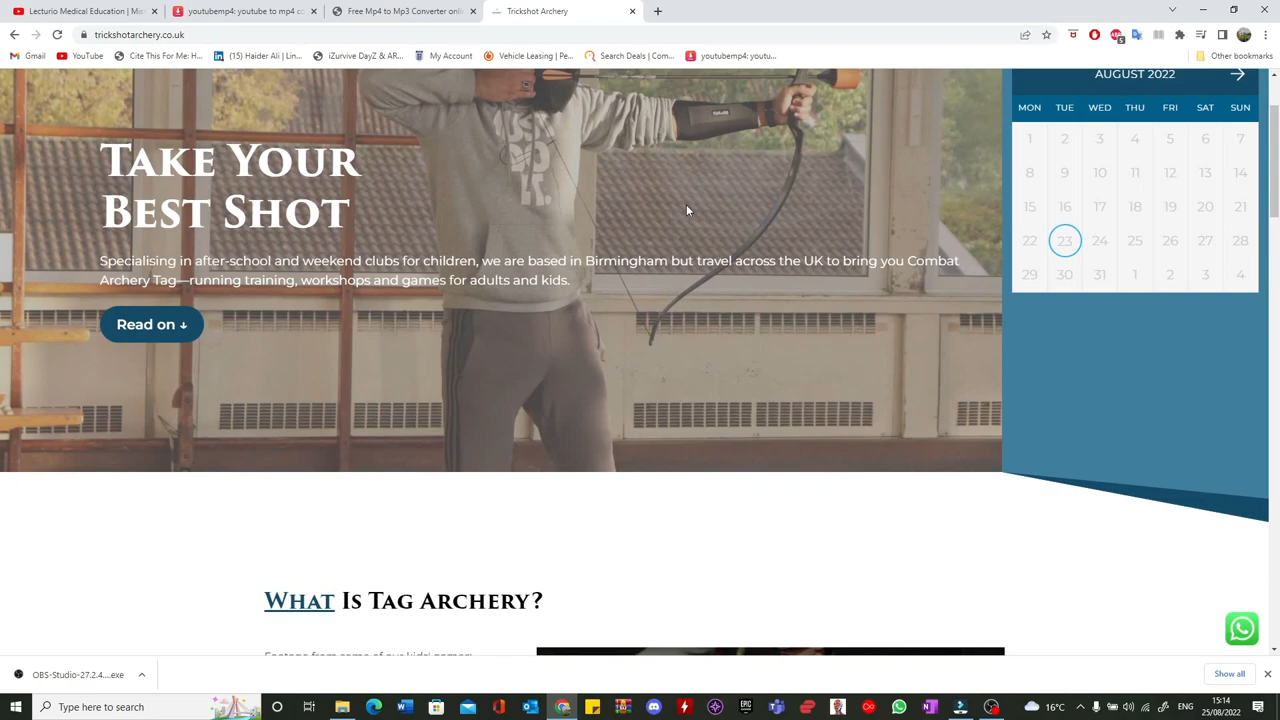 Lecturio Medical Education | Mas
youtubemp4: youtube to mp4 co
Free Mp4 to Mp3 Converter onli
Trickshot Archery
trickshotarchery.co.uk
5
Gmail
YouTube
Cite This For Me: H...
(15) Haider Ali | Lin...
iZurvive DayZ & AR...
My Account
Vehicle Leasing | Pe...
Search Deals | Com...
youtubemp4: youtu...
Other bookmarks
AUGUST 2022
MON TUE WED THU FRI SAT SUN
1 2 3 4 5 6 7
8 9 10 11 12 13 14
15 16 17 18 19 20 21
22 23 24 25 26 27 28
29 30 31 1 2 3 4
Take Your
Best Shot
Specialising in after-school and weekend clubs for children, we are based in Birmingham but travel across the UK to bring you Combat
Archery Tag—running training, workshops and games for adults and kids.
Read on ↓
What Is Tag Archery?
OBS-Studio-27.2.4....exe
Show all
Type here to search
16°C
ENG
15:14
25/08/2022